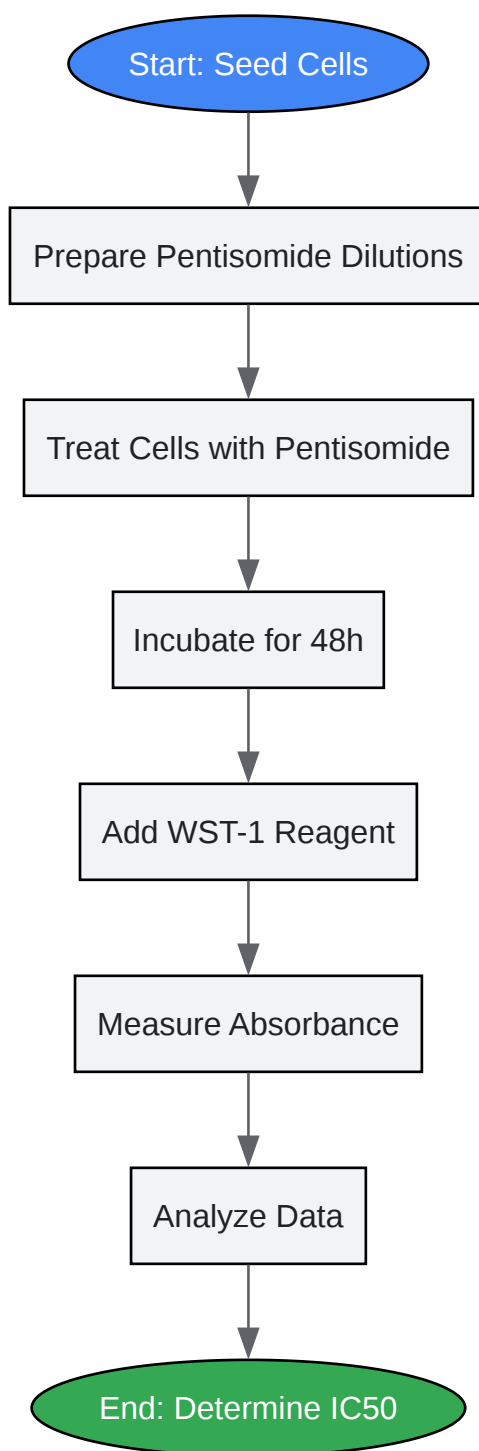 Start: Seed Cells
Prepare Pentisomide Dilutions
Treat Cells with Pentisomide
Incubate for 48h
Add WST-1 Reagent
Measure Absorbance
Analyze Data
End: Determine IC50